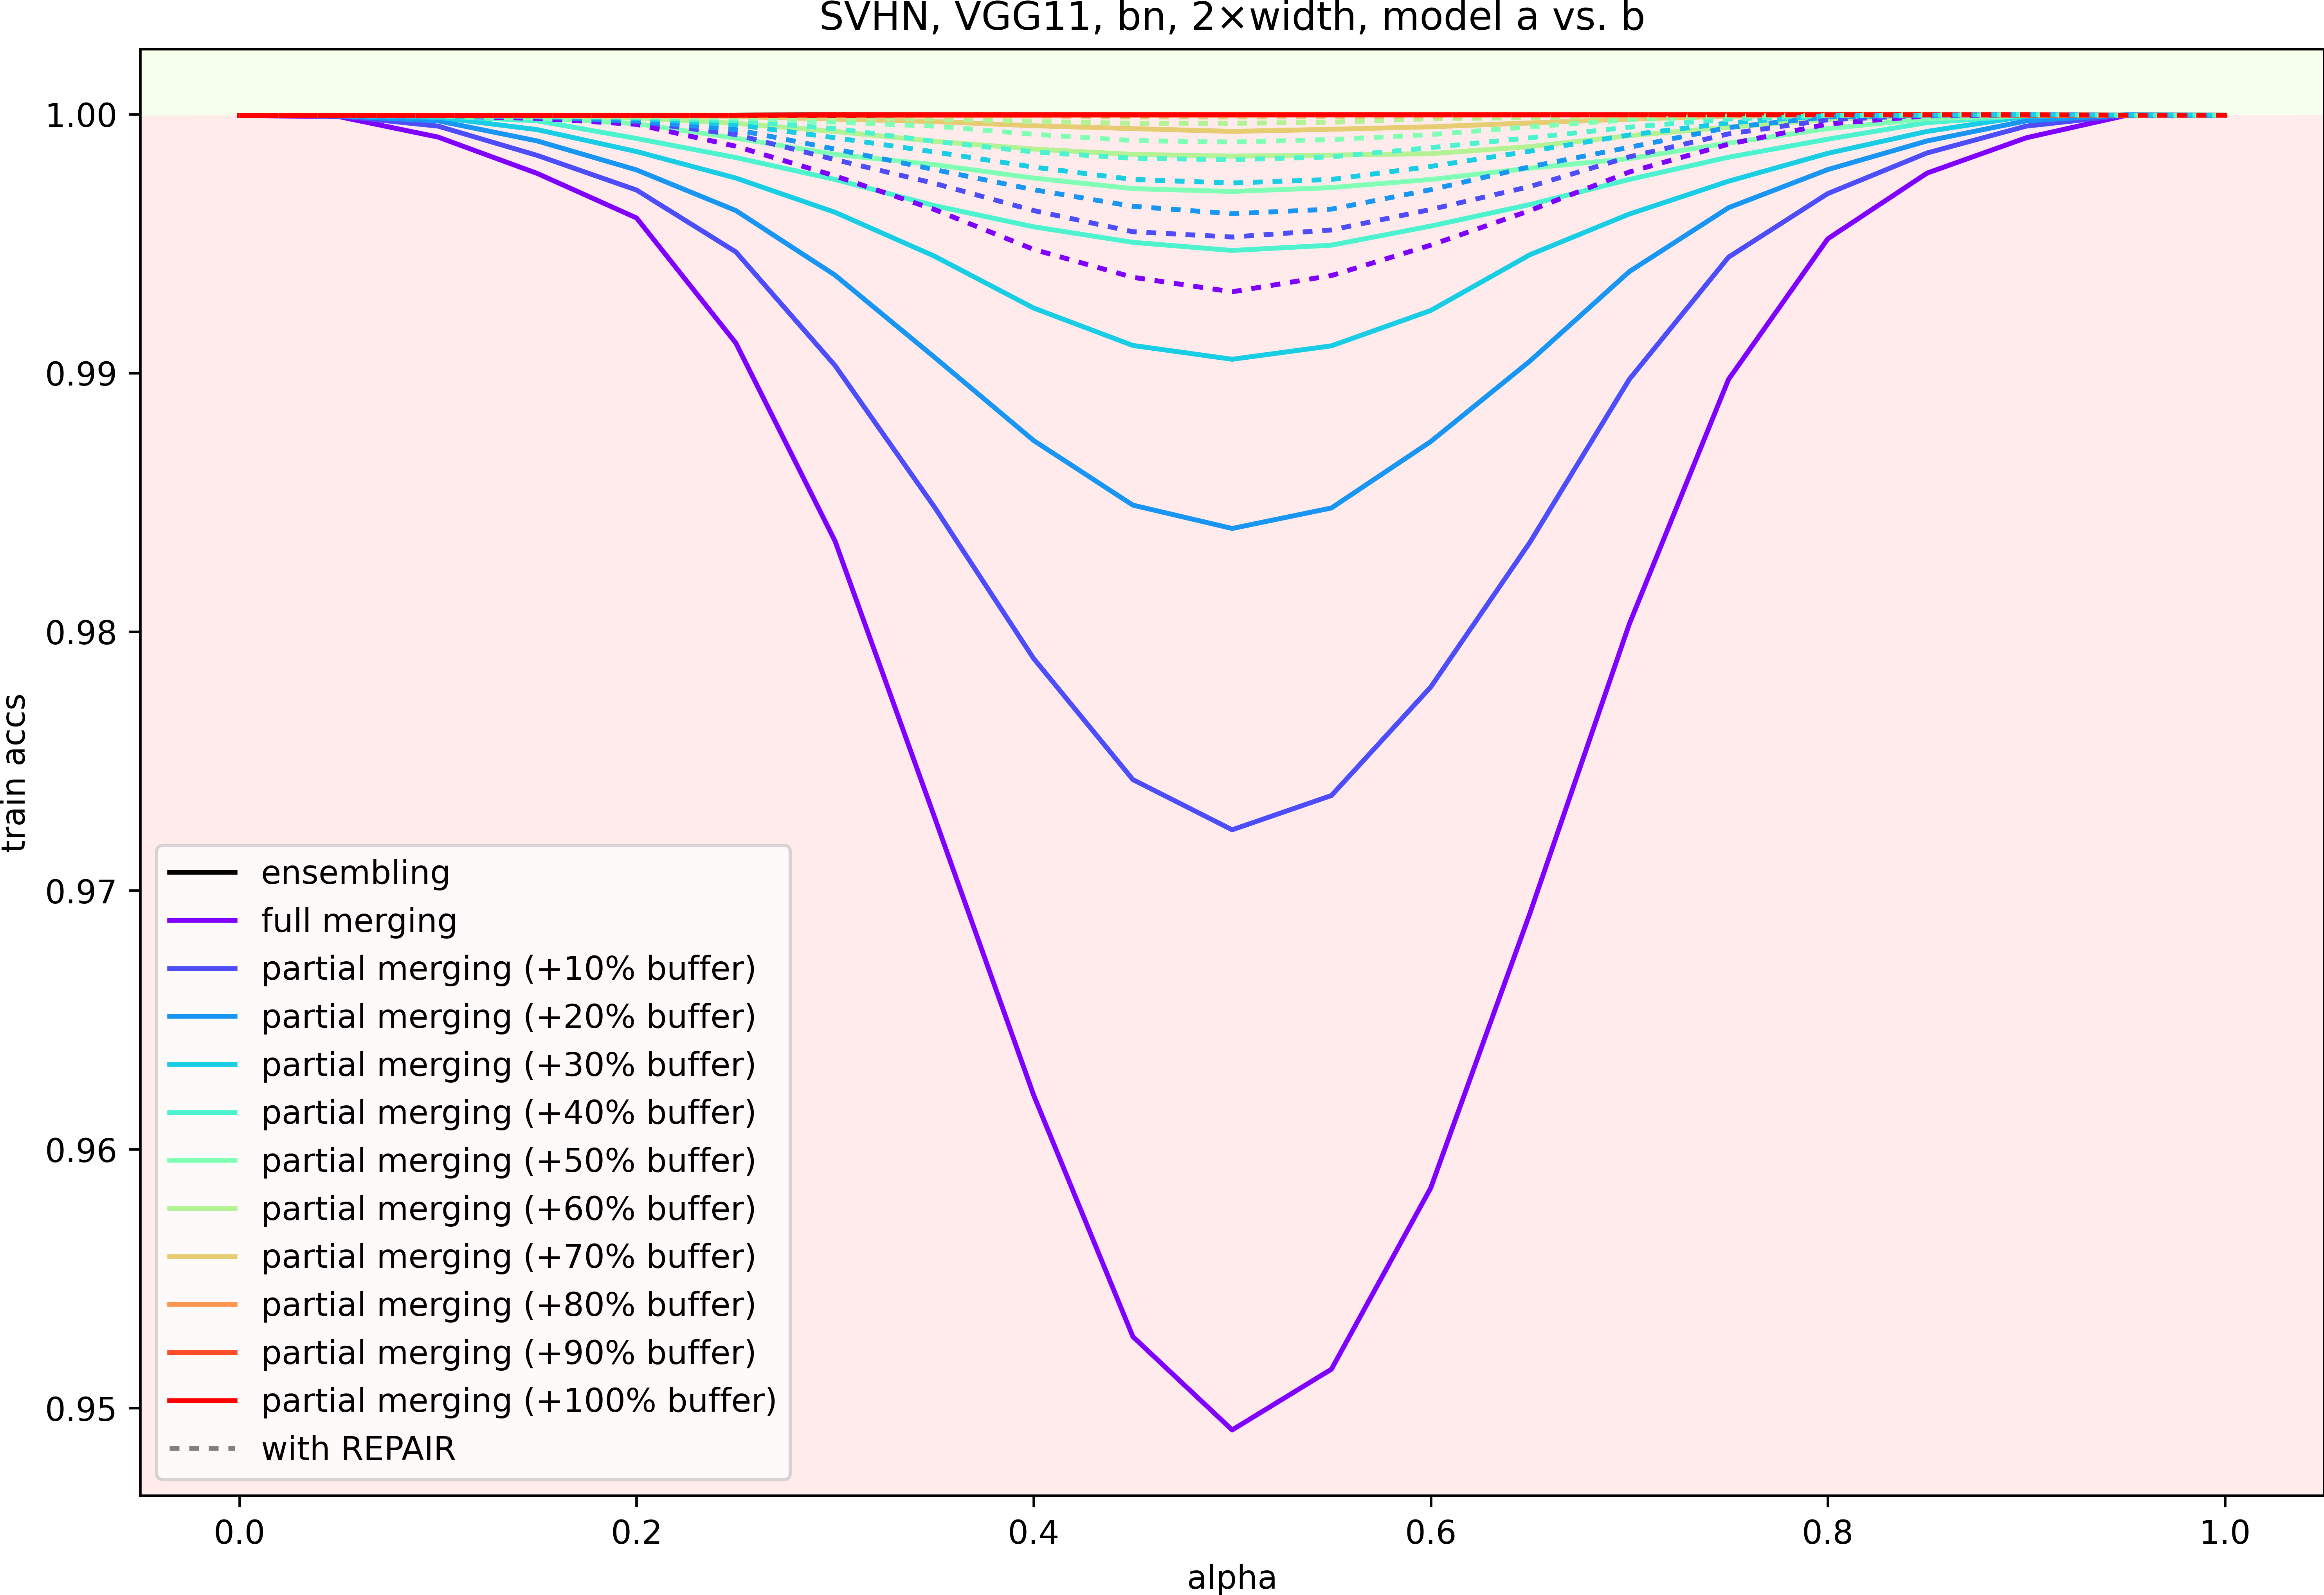 SVHN, VGG11, bn, 2×width, model a vs. b
1.00
0.99
0.98
0.97
0.96
0.95
train accs
ensembling
full merging
partial merging (+10% buffer)
partial merging (+20% buffer)
partial merging (+30% buffer)
partial merging (+40% buffer)
partial merging (+50% buffer)
partial merging (+60% buffer)
partial merging (+70% buffer)
partial merging (+80% buffer)
partial merging (+90% buffer)
partial merging (+100% buffer)
with REPAIR
0.0 0.2 0.4 0.6 0.8 1.0
alpha